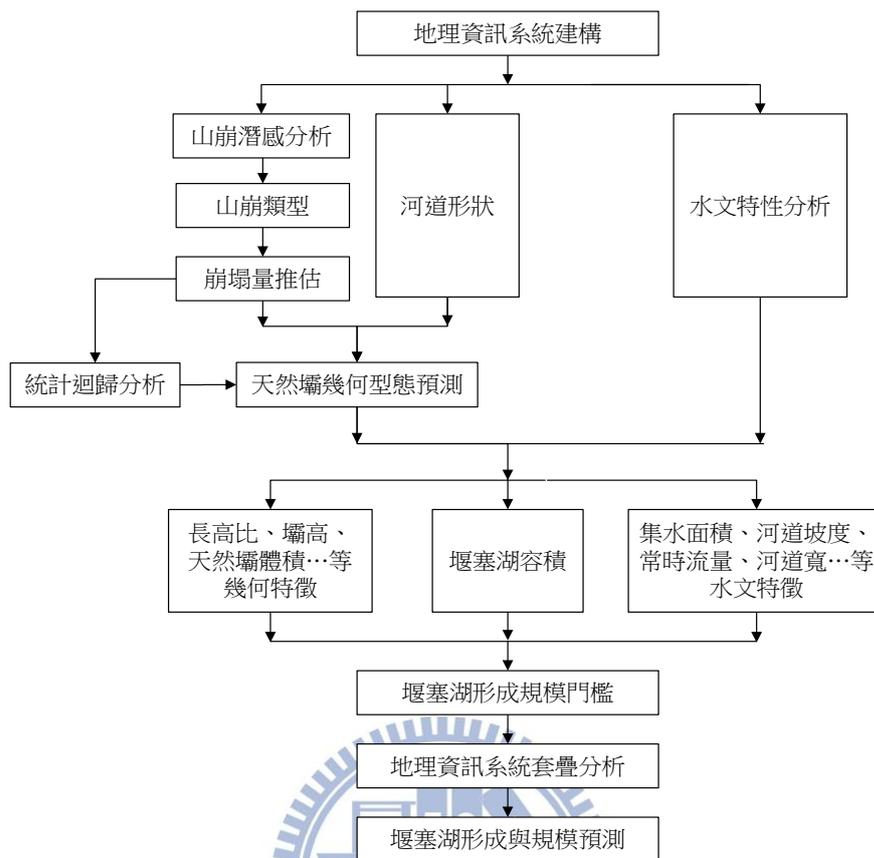 地理資訊系統建構
山崩潛感分析
山崩類型
崩塌量推估
河道形狀
水文特性分析
統計迴歸分析
天然壩幾何型態預測
長高比、壩高、
天然壩體積…等
幾何特徵
堰塞湖容積
集水面積、河道坡度、
常時流量、河道寬…等
水文特徵
堰塞湖形成規模門檻
地理資訊系統套疊分析
堰塞湖形成與規模預測